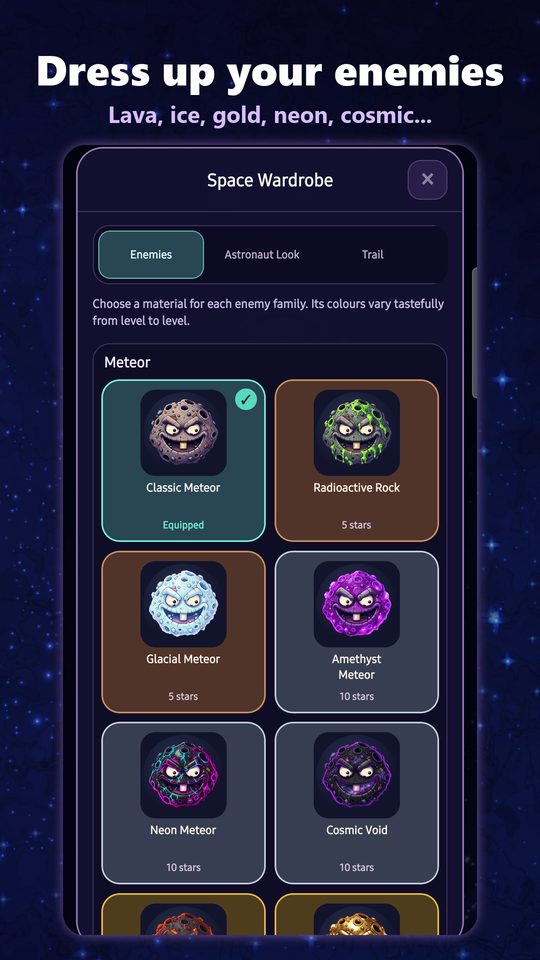 Dress up your enemies
Lava, ice, gold, neon, cosmic...
Space Wardrobe
×
Enemies
Astronaut Look
Trail
Choose a material for each enemy family. Its colours vary tastefully
from level to level.
Meteor
✓
Classic Meteor
Equipped
Radioactive Rock
5 stars
Glacial Meteor
5 stars
Amethyst
Meteor
10 stars
Neon Meteor
10 stars
Cosmic Void
10 stars